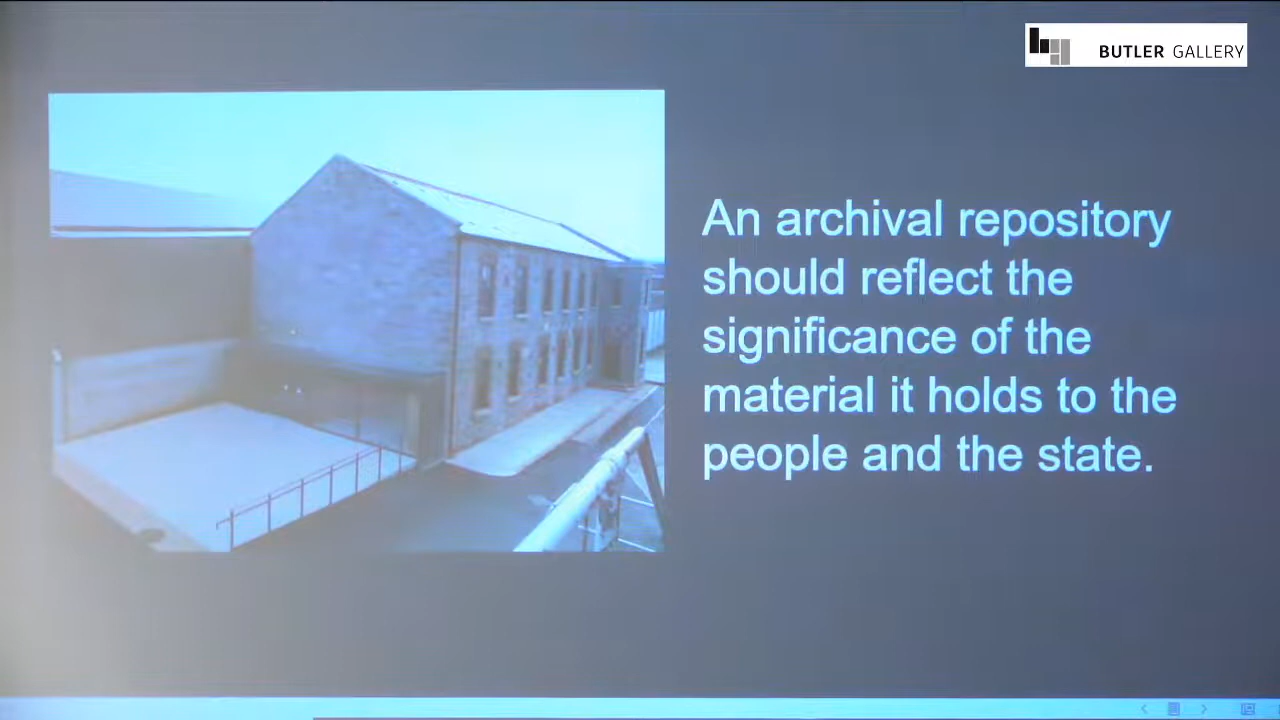 BUTLER GALLERY
An archival repository
should reflect the
significance of the
material it holds to the
people and the state.